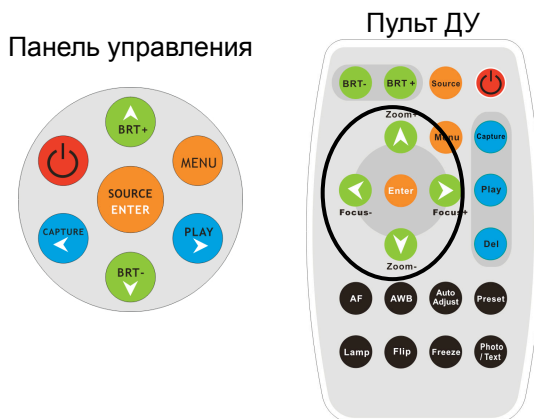 Панель управления
BRT+
MENU
SOURCE
ENTER
CAPTURE
PLAY
BRT-
Пульт ДУ
BRT- BRT+ Source
Zoom+
Menu Capture
Enter Play
Focus- Focus+
Del
Zoom-
AF AWB Auto Adjust Preset
Lamp Flip Freeze Photo / Text